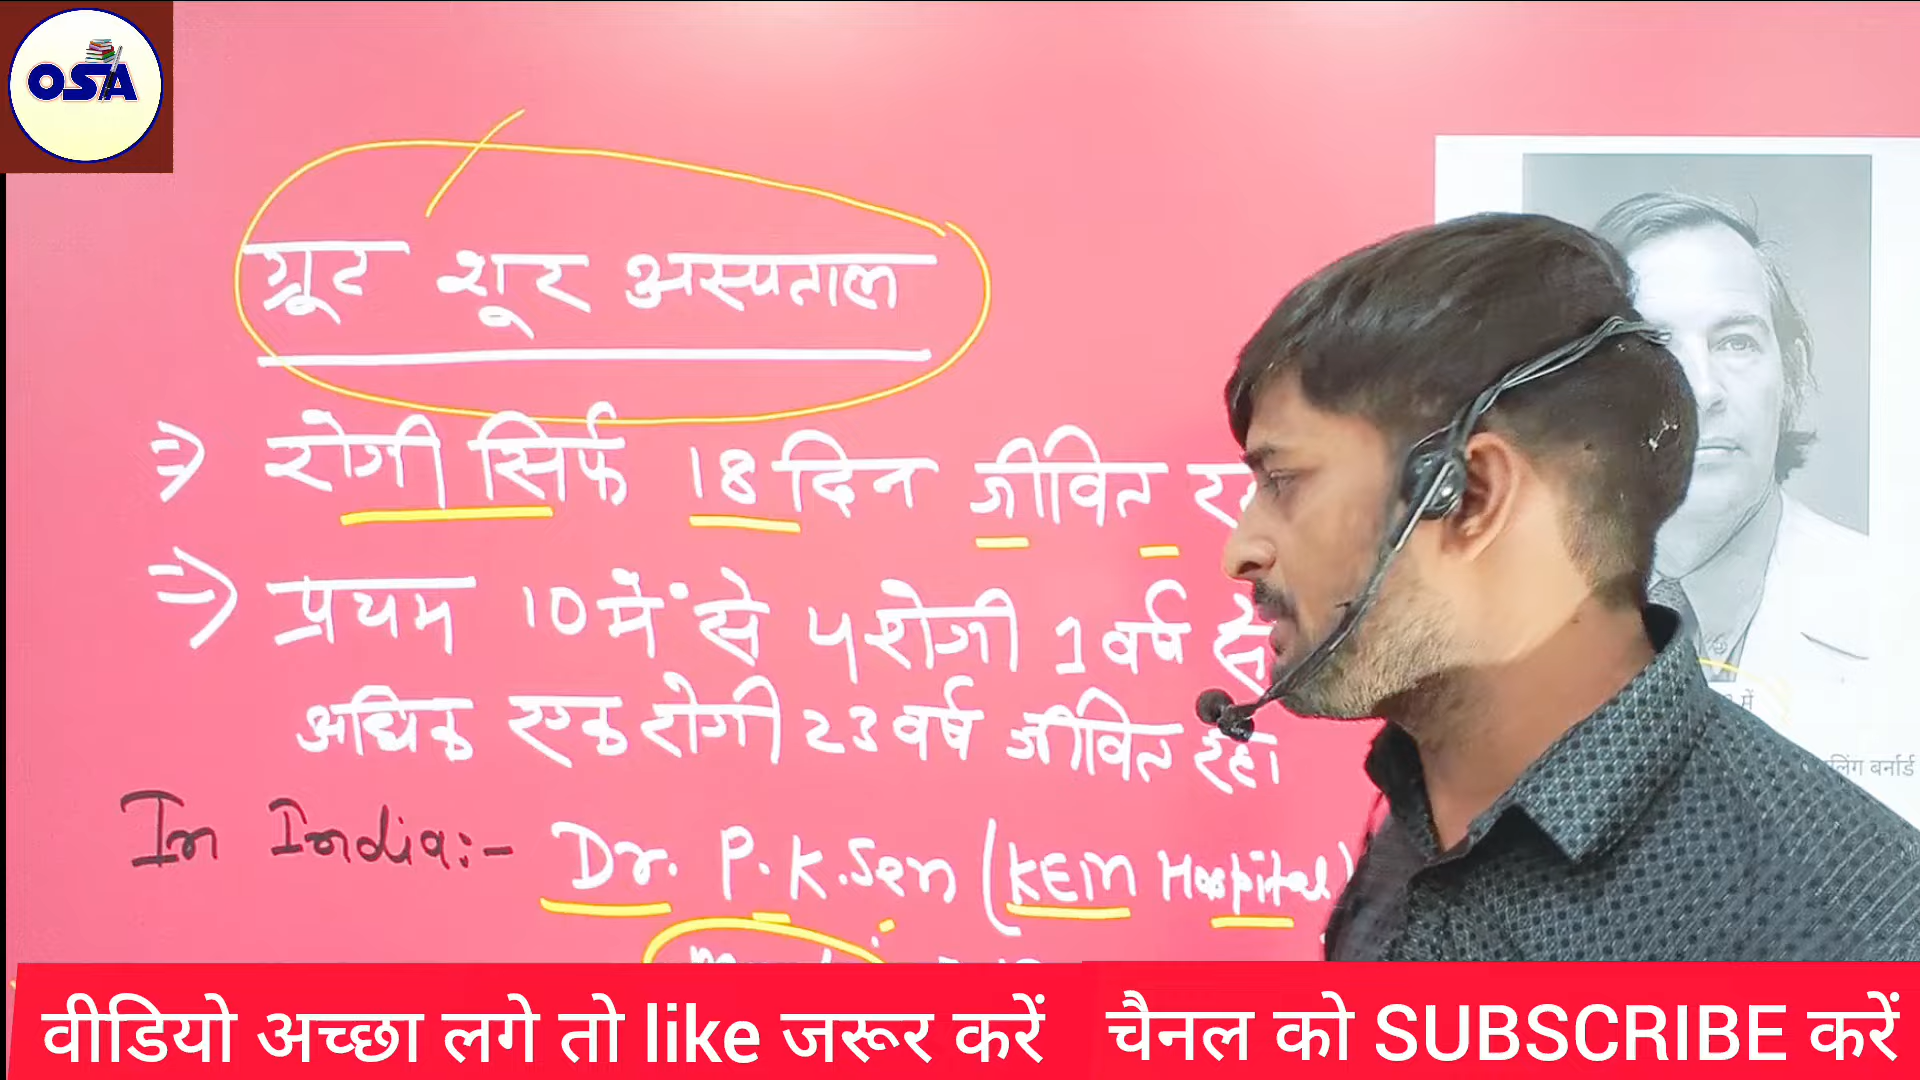 OSA
ग्रूट शूर अस्पताल
=> रोगी सिर्फ 18 दिन जीवित
=> प्रथम 10 में से 4 रोगी 1 वर्ष से
अधिक एक रोगी 23 वर्ष जीवित रहा
In India:- Dr. P. K. Sen (KEM Hospital)
में
लिंग बर्नार्ड
वीडियो अच्छा लगे तो like जरूर करें चैनल को SUBSCRIBE करें